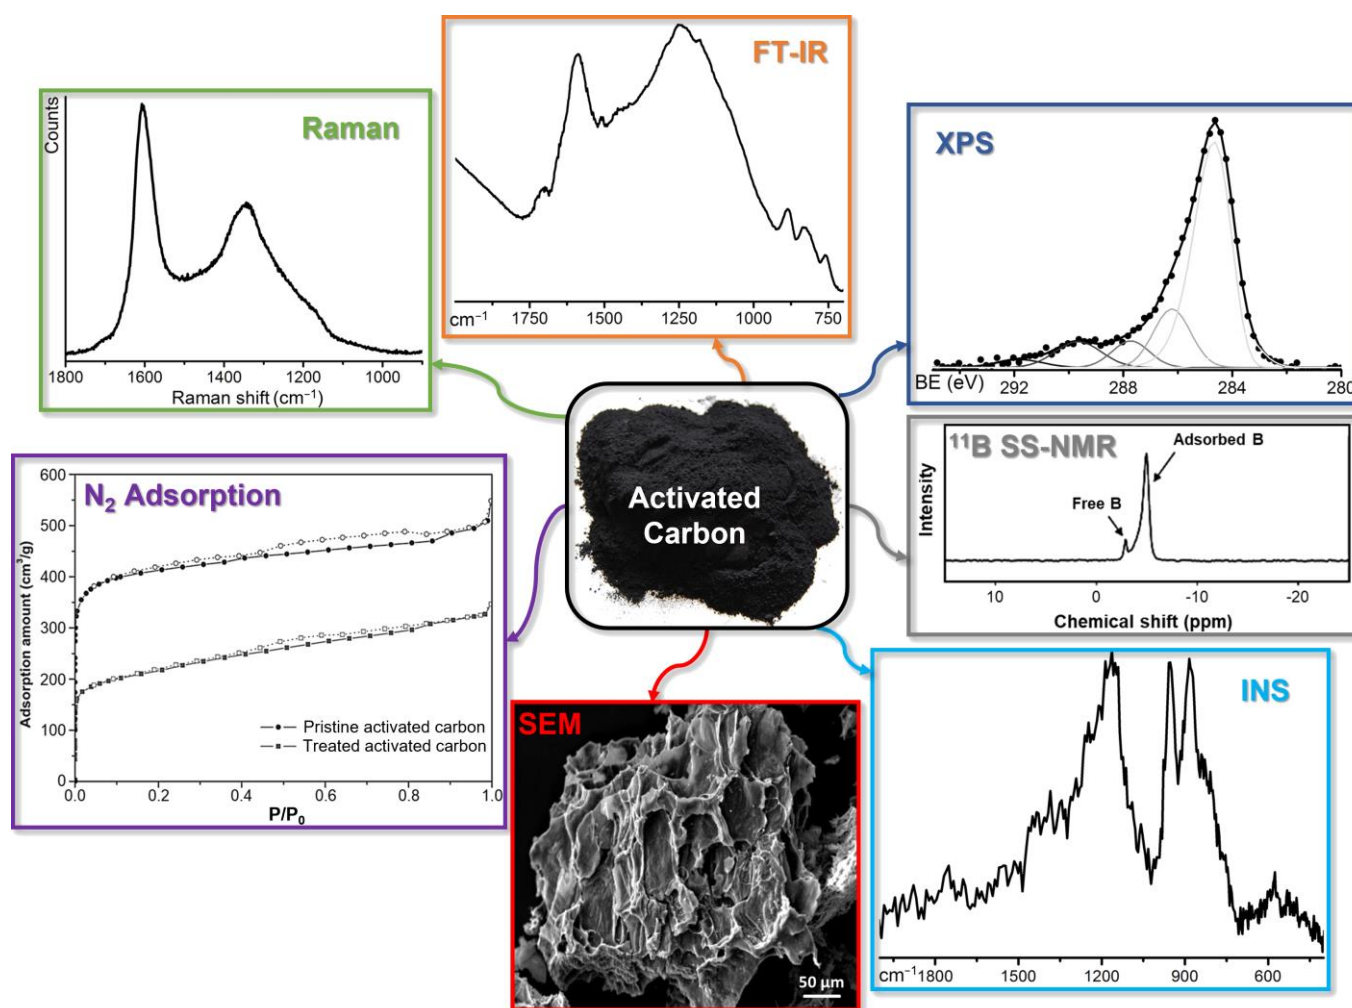 FT-IR
cm⁻¹ 1750 1500 1250 1000 750
Raman
Counts
1800 1600 1400 1200 1000
Raman shift (cm⁻¹)
XPS
BE (eV) 292 288 284 280
Activated
Carbon
N₂ Adsorption
Adsorption amount (cm³/g)
600
500
400
300
200
100
0
Pristine activated carbon
Treated activated carbon
0.0 0.2 0.4 0.6 0.8 1.0
P/P₀
¹¹B SS-NMR
Adsorbed B
Free B
Intensity
10 0 -10 -20
Chemical shift (ppm)
SEM
50 µm
INS
cm⁻¹ 1800 1500 1200 900 600